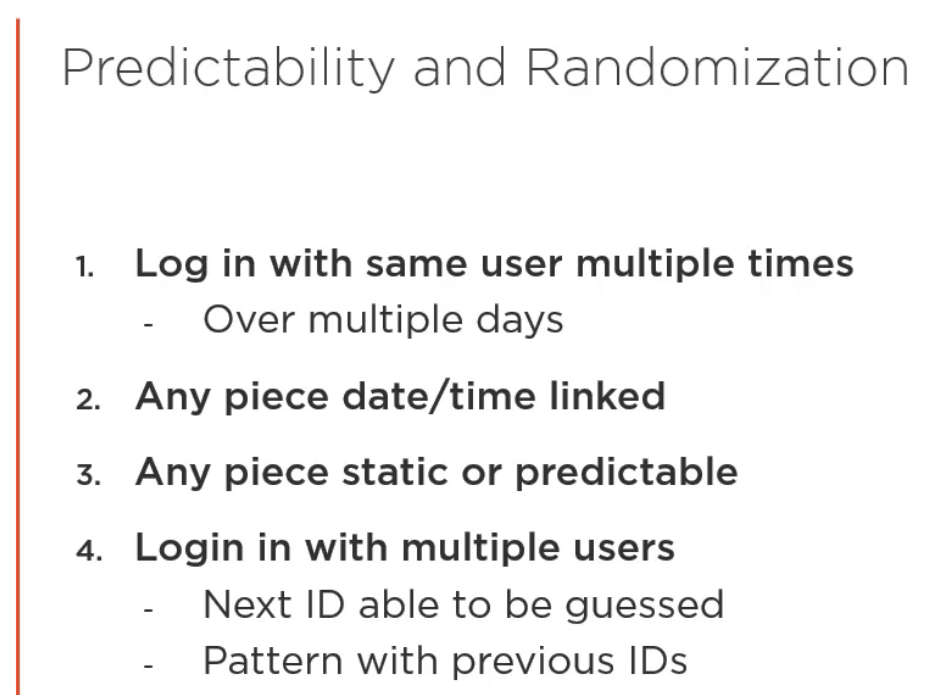 Predictability and Randomization
1. Log in with same user multiple times
- Over multiple days
2. Any piece date/time linked
3. Any piece static or predictable
4. Login in with multiple users
- Next ID able to be guessed
- Pattern with previous IDs